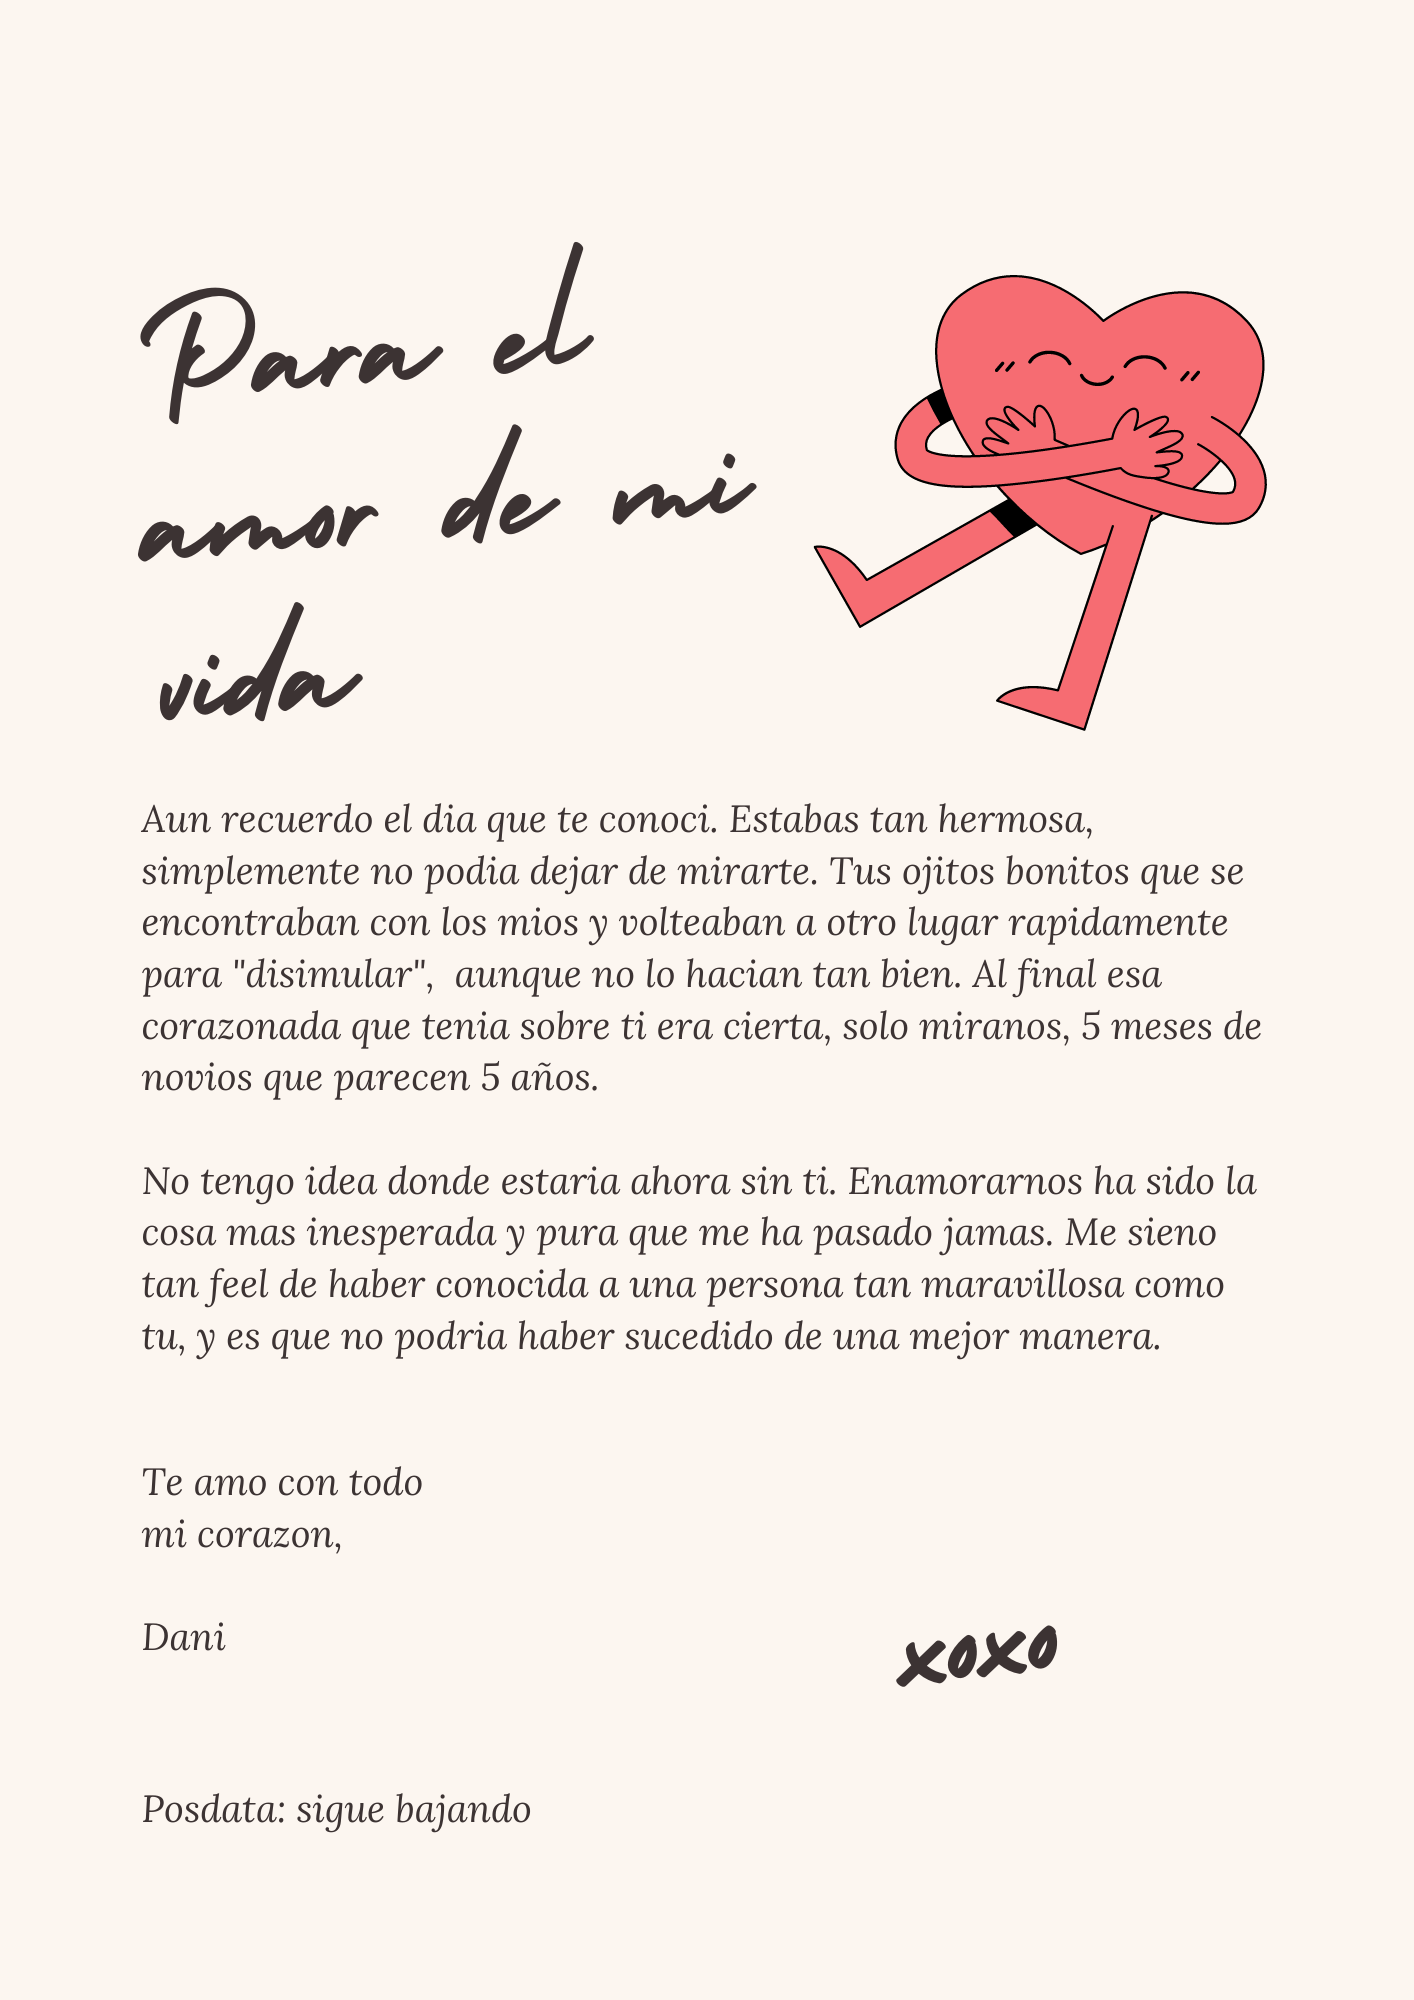 Para el
amor de mi
vida
Aun recuerdo el dia que te conoci. Estabas tan hermosa,
simplemente no podia dejar de mirarte. Tus ojitos bonitos que se
encontraban con los mios y volteaban a otro lugar rapidamente
para "disimular",  aunque no lo hacian tan bien. Al final esa
corazonada que tenia sobre ti era cierta, solo miranos, 5 meses de
novios que parecen 5 años.
No tengo idea donde estaria ahora sin ti. Enamorarnos ha sido la
cosa mas inesperada y pura que me ha pasado jamas. Me sieno
tan feel de haber conocida a una persona tan maravillosa como
tu, y es que no podria haber sucedido de una mejor manera.
Te amo con todo
mi corazon,
Dani
xoxo
Posdata: sigue bajando